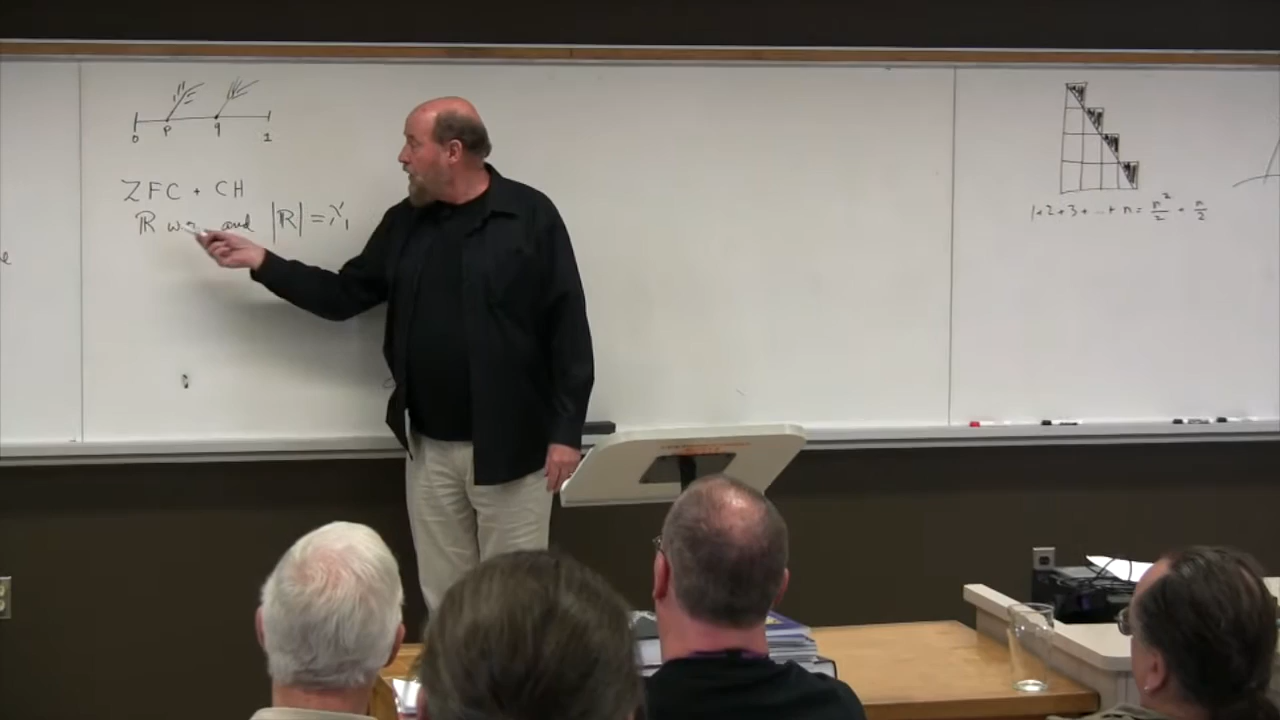 0 p q 1
ZFC + CH
ℝ w and |ℝ| = ℵ₁
1+2+3+...+n = n²/2 + n/2